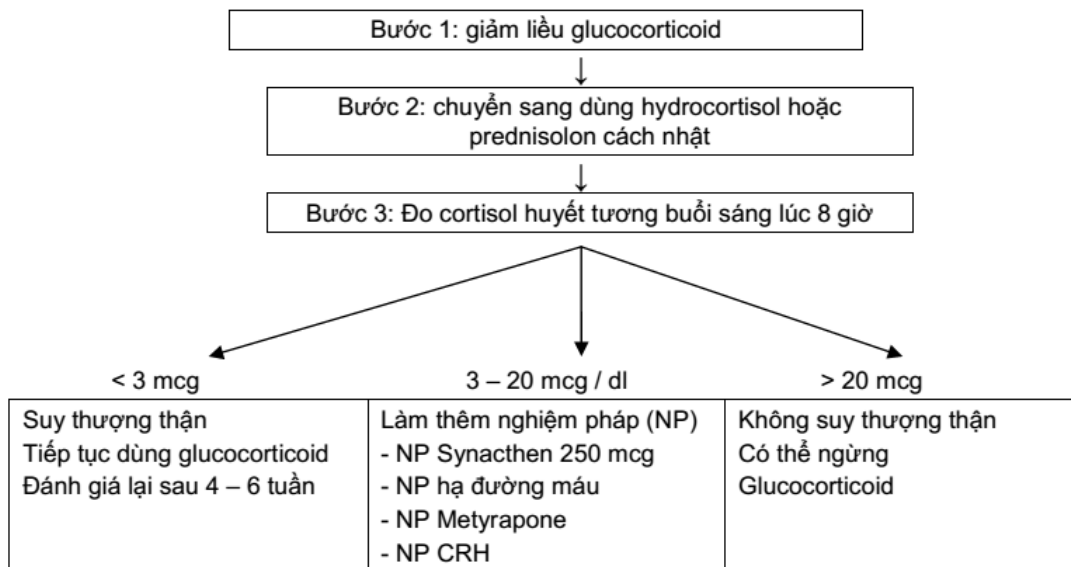 Bước 1: giảm liều glucocorticoid
Bước 2: chuyển sang dùng hydrocortisol hoặc
prednisolon cách nhật
Bước 3: Đo cortisol huyết tương buổi sáng lúc 8 giờ
< 3 mcg
3 – 20 mcg / dl
> 20 mcg
Suy thượng thận
Tiếp tục dùng glucocorticoid
Đánh giá lại sau 4 – 6 tuần
Làm thêm nghiệm pháp (NP)
- NP Synacthen 250 mcg
- NP hạ đường máu
- NP Metyrapone
- NP CRH
Không suy thượng thận
Có thể ngừng
Glucocorticoid